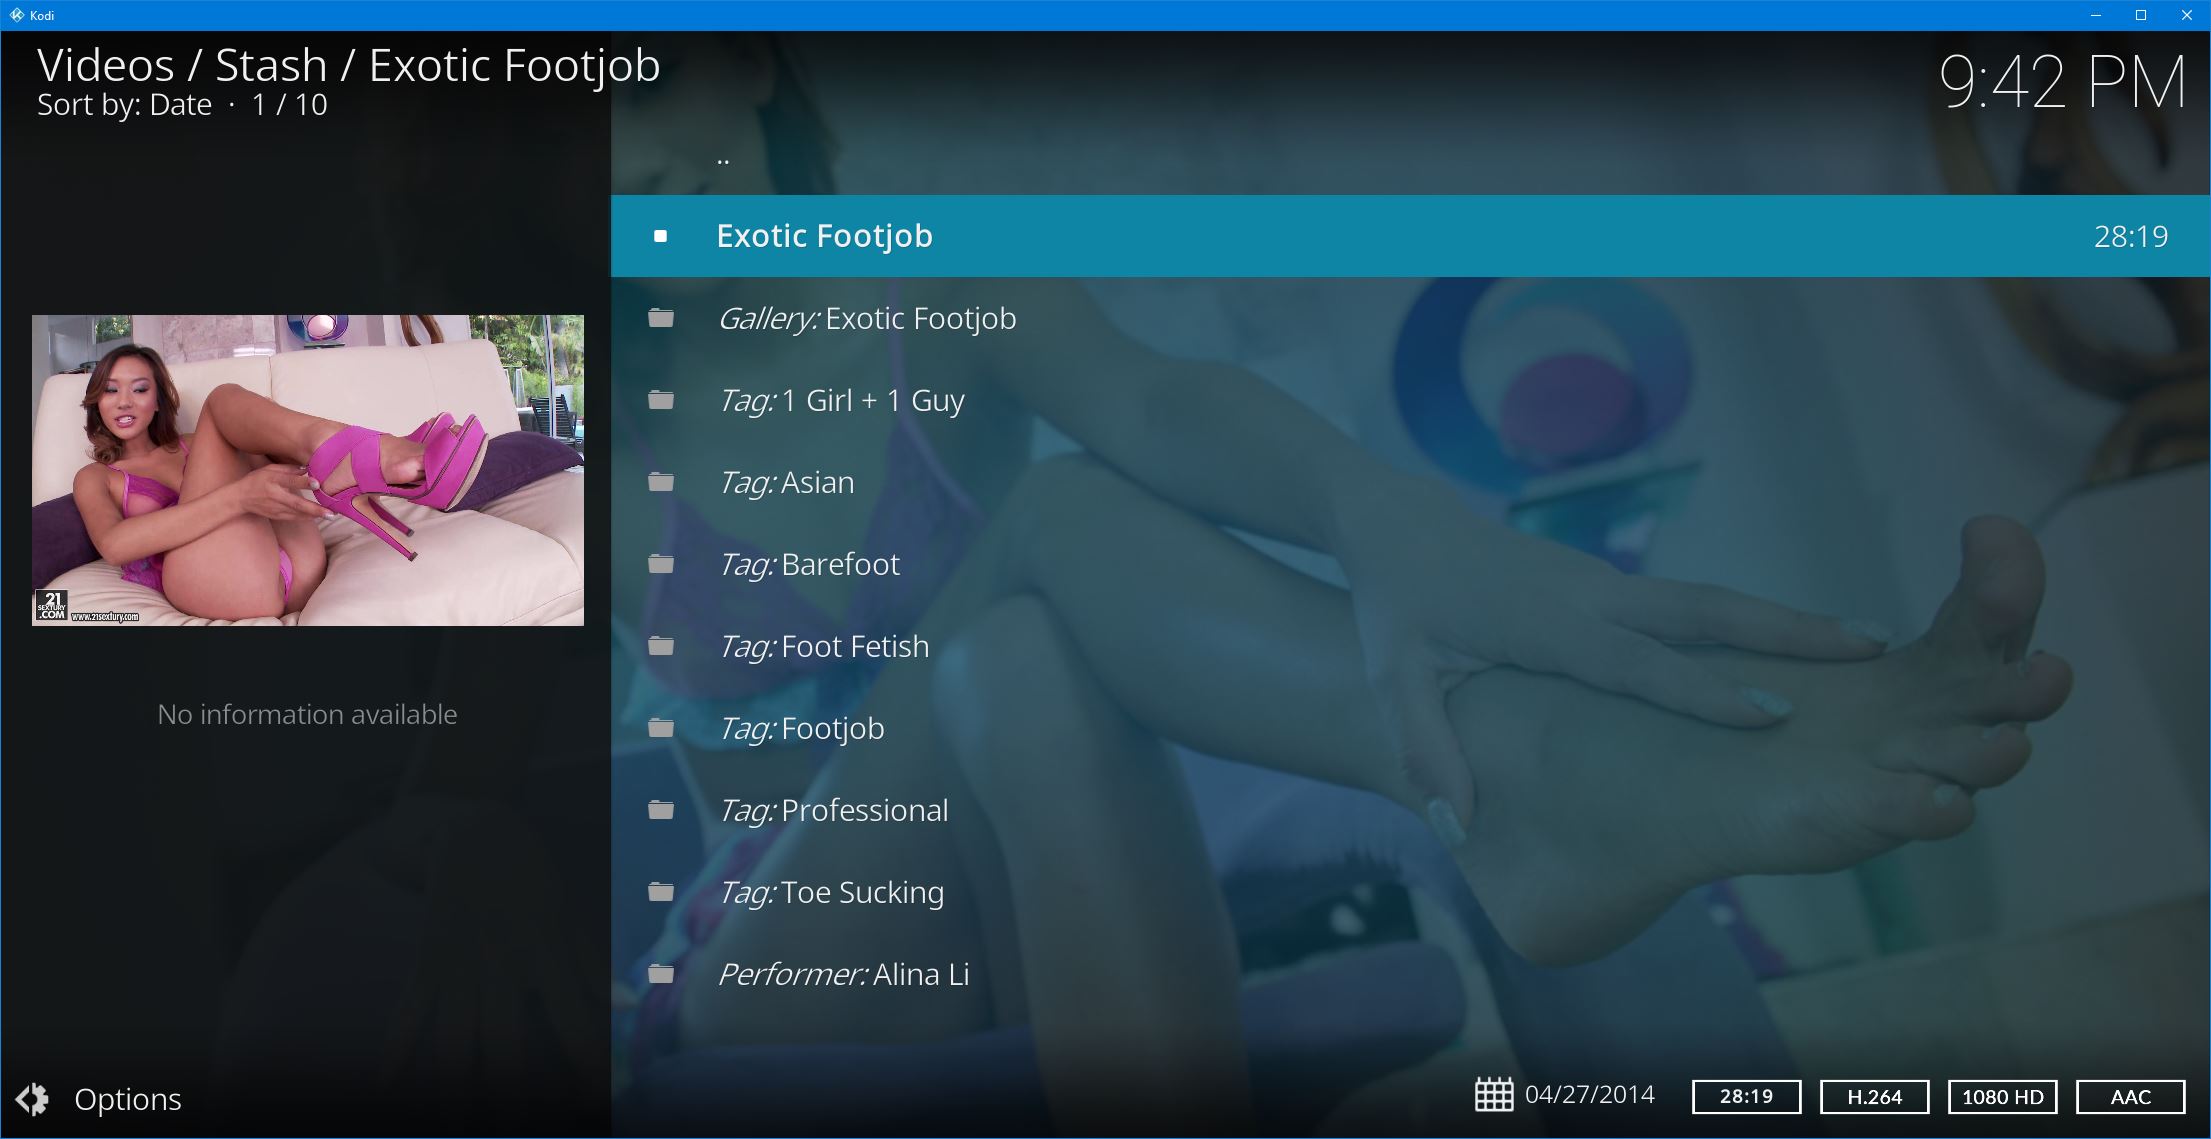 Kodi
Videos / Stash / Exotic Footjob
Sort by: Date · 1 / 10
9:42 PM
..
Exotic Footjob 28:19
Gallery: Exotic Footjob
Tag: 1 Girl + 1 Guy
Tag: Asian
Tag: Barefoot
Tag: Foot Fetish
Tag: Footjob
Tag: Professional
Tag: Toe Sucking
Performer: Alina Li
21
SEXTURY
.COM
www.21sextury.com
No information available
Options
04/27/2014
28:19
H.264
1080 HD
AAC